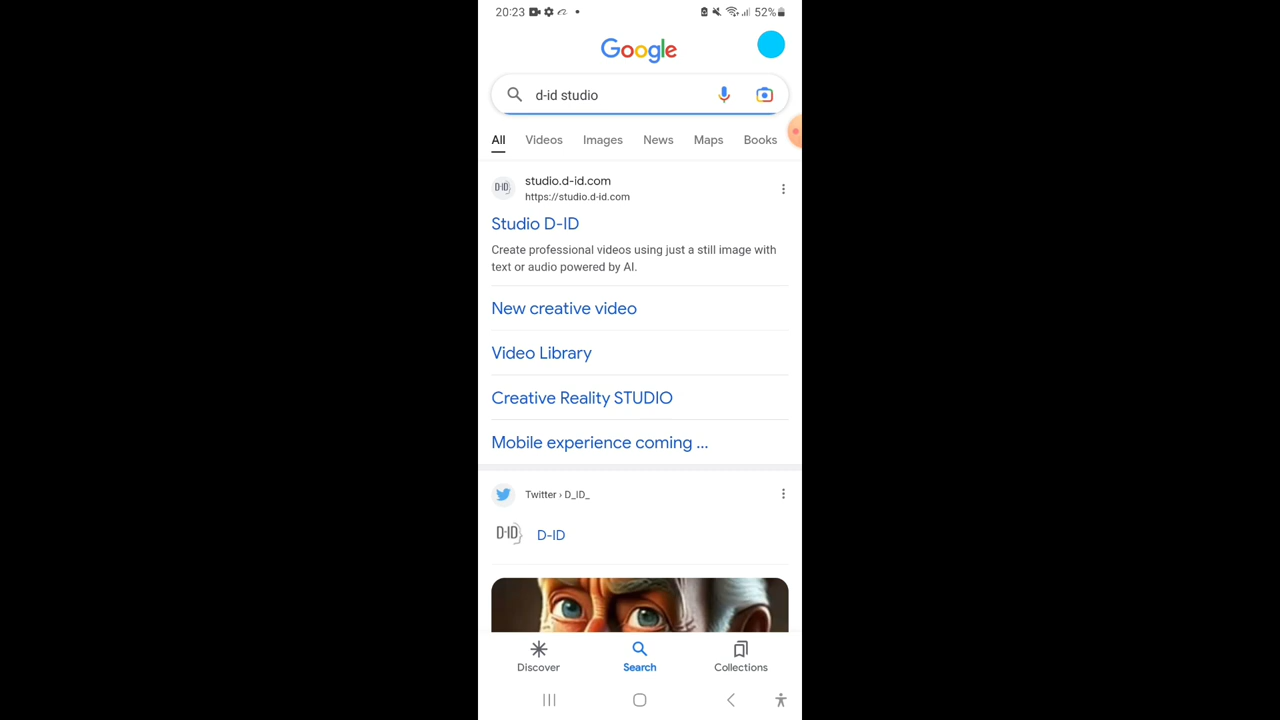 20:23 52%
Google
d-id studio
All Videos Images News Maps Books
D-ID
studio.d-id.com
https://studio.d-id.com
Studio D-ID
Create professional videos using just a still image with
text or audio powered by AI.
New creative video
Video Library
Creative Reality STUDIO
Mobile experience coming ...
Twitter › D_ID_
D-ID D-ID
Discover Search Collections